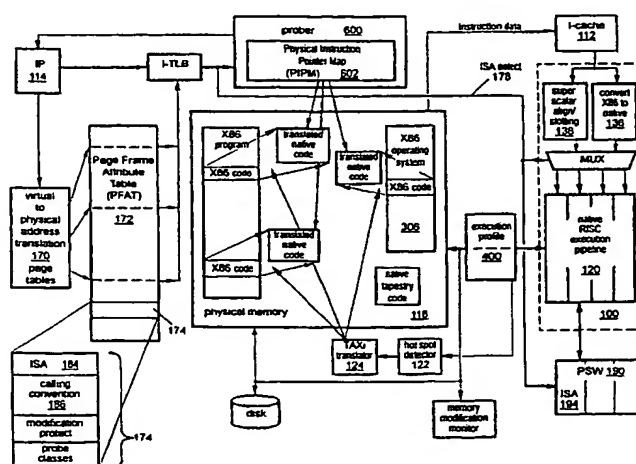 prober 600
Physical Instruction
Pointer Map
(PIPM) 602
IP
114
I-TLB
instruction data
I-cache
112
ISA select
178
super
scalar
align/
slotting
138
convert
X86 to
native
136
MUX
native
RISC
execution
pipeline
120
100
X86
program
X86 code
X86 code
translated
native
code
translated
native
code
translated
native
code
X86
operating
system
X86 code
306
native
tapestry
code
118
physical memory
Page Frame
Attribute
Table
(PFAT)
172
174
virtual
to
physical
address
translation
170
page
tables
execution
profile
400
TAXi
translator
124
hot spot
detector
122
disk
memory
modification
monitor
PSW 190
ISA
194
ISA 184
calling
convention
186
modification
protect
probe
classes
174